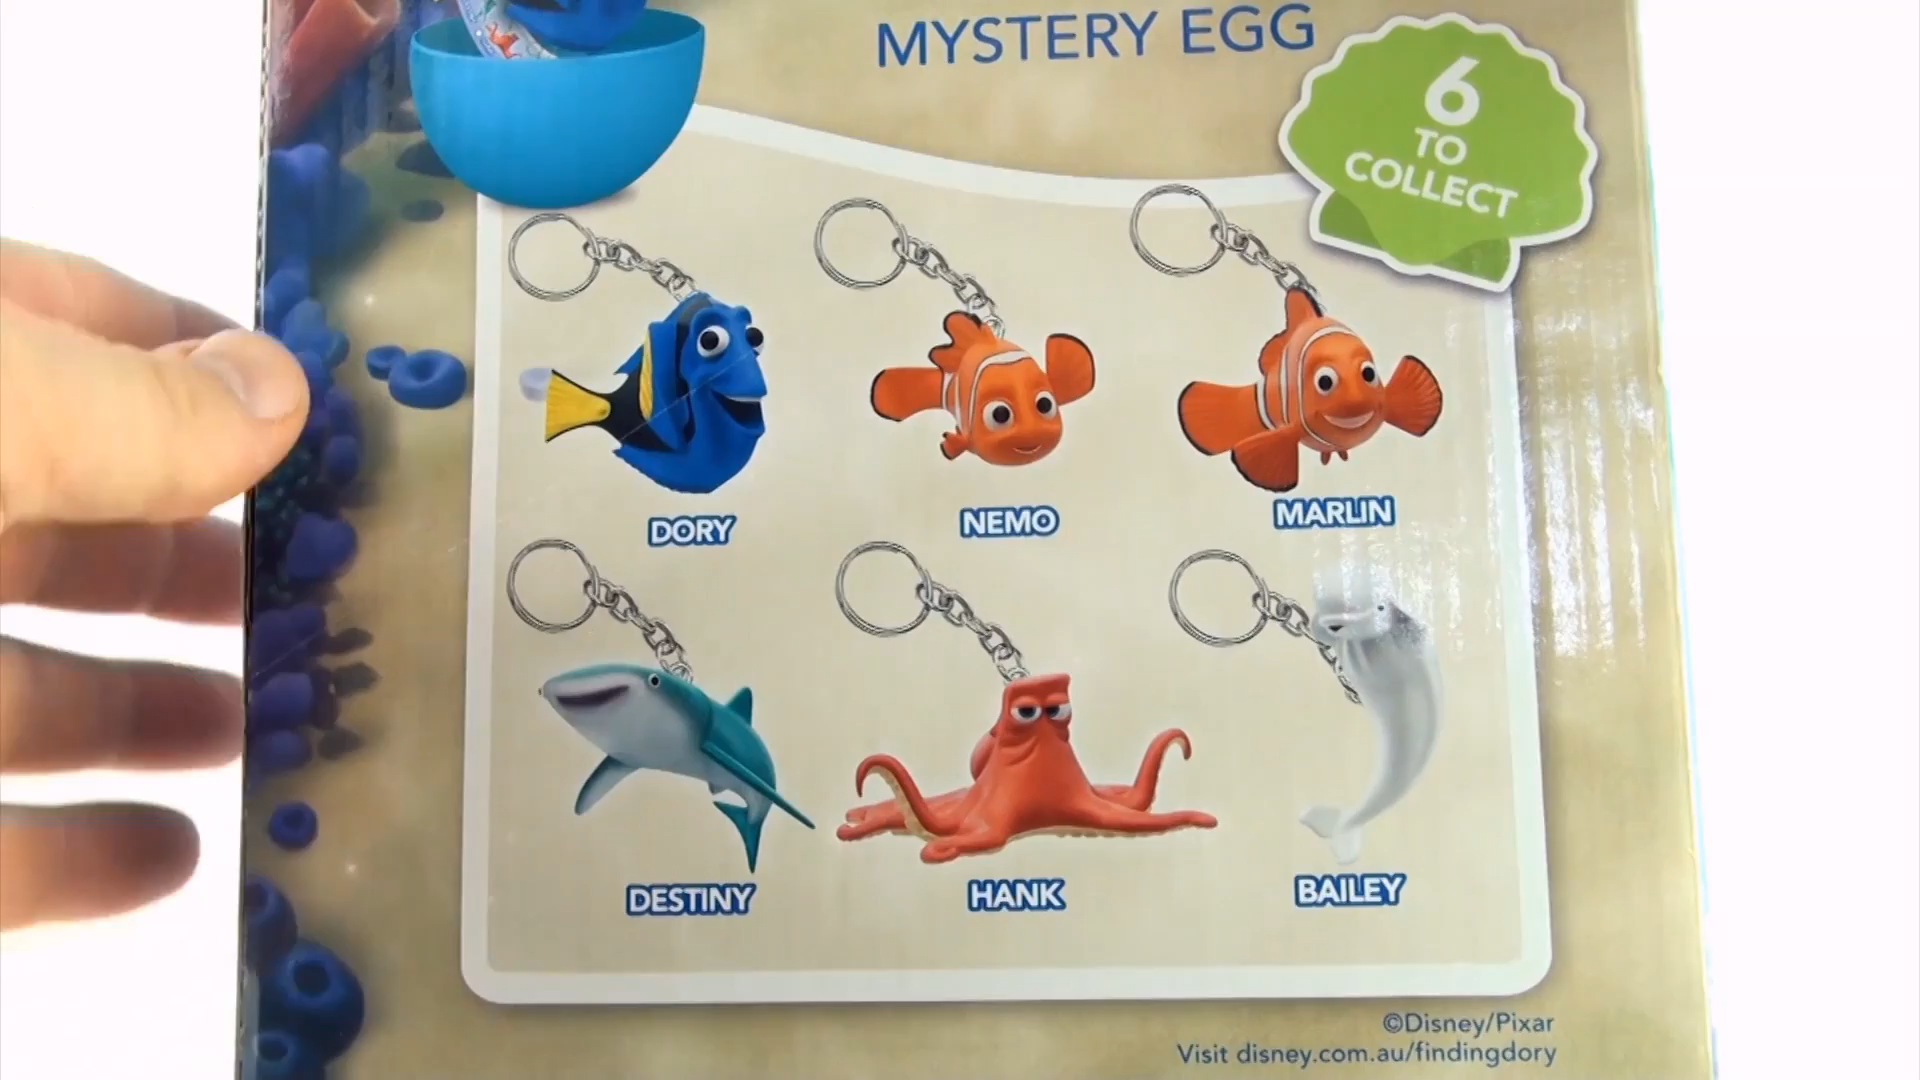 MYSTERY EGG
6
TO
COLLECT
DORY
NEMO
MARLIN
DESTINY
HANK
BAILEY
©Disney/Pixar
Visit disney.com.au/findingdory